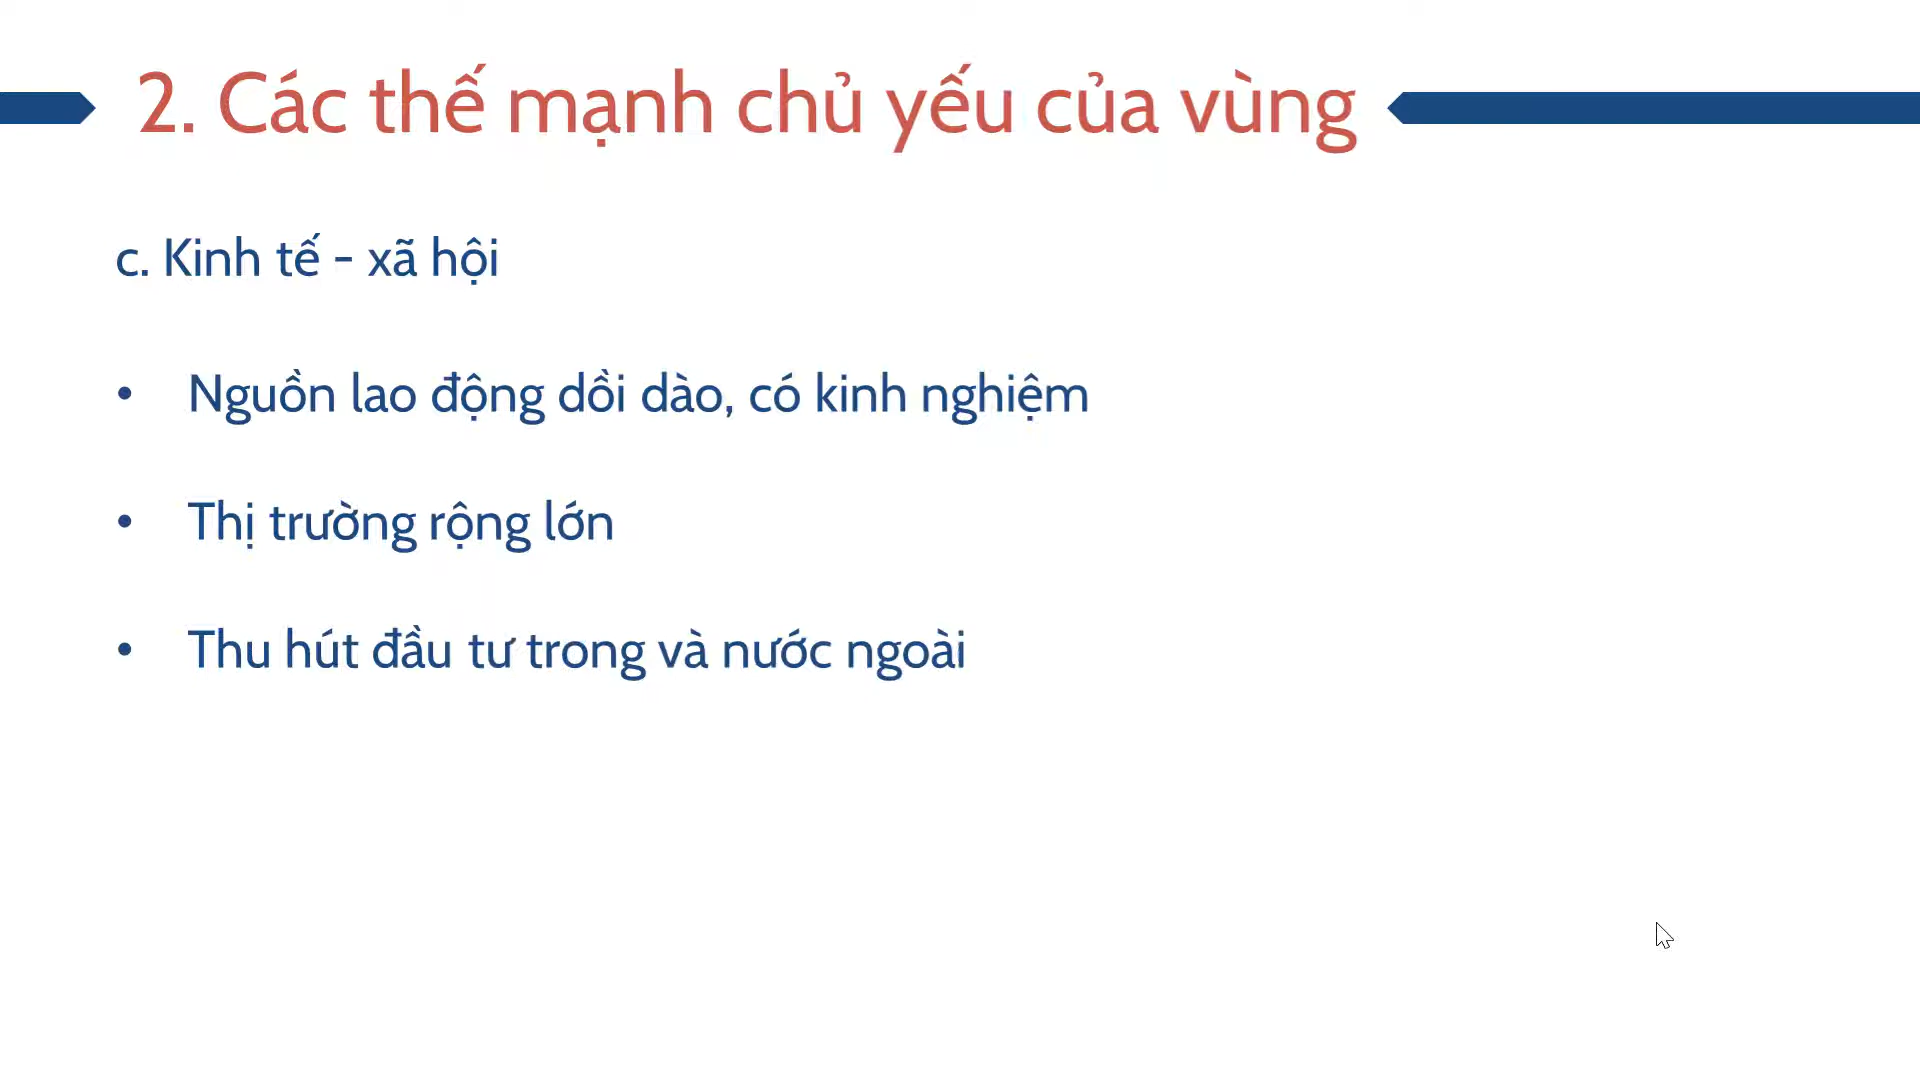 2. Các thế mạnh chủ yếu của vùng
c. Kinh tế - xã hội
• Nguồn lao động dồi dào, có kinh nghiệm
• Thị trường rộng lớn
• Thu hút đầu tư trong và nước ngoài